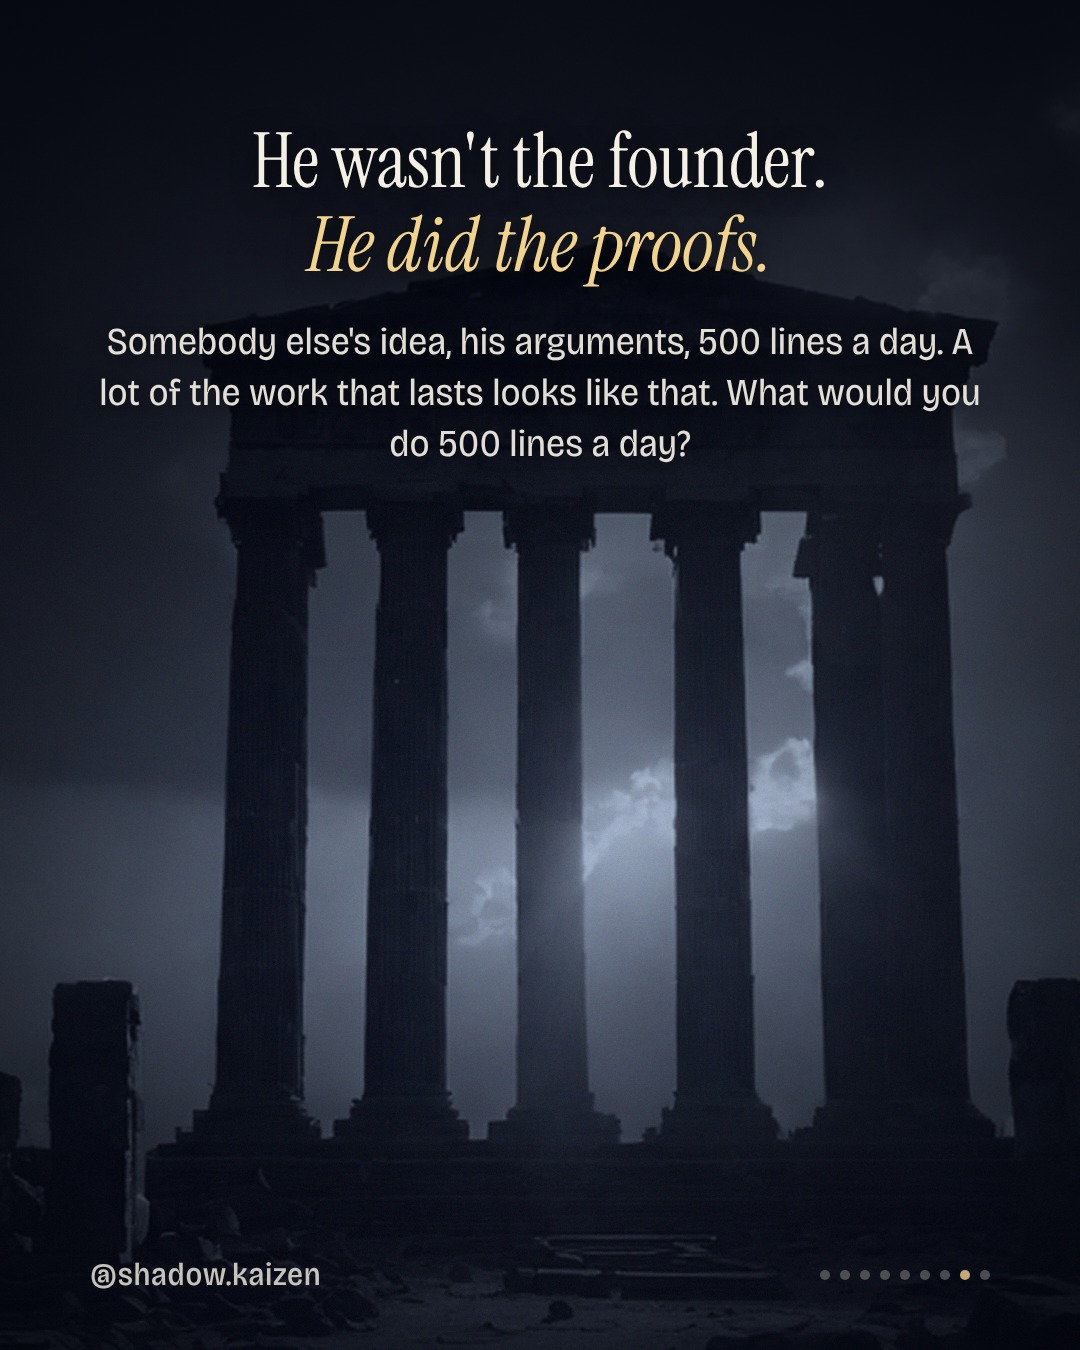 He wasn't the founder.
He did the proofs.
Somebody else's idea, his arguments, 500 lines a day. A
lot of the work that lasts looks like that. What would you
do 500 lines a day?
@shadow.kaizen